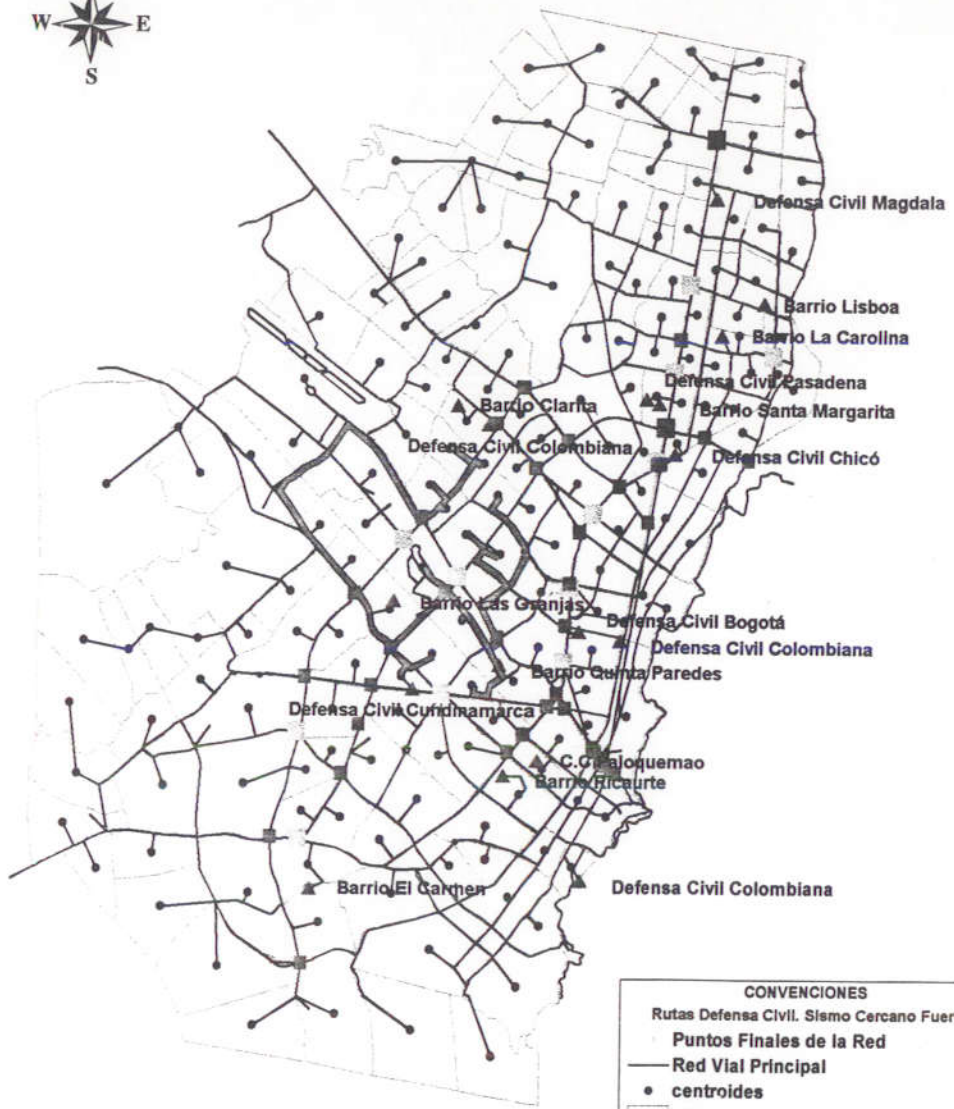 W E
S
Defensa Civil Magdala
Barrio Lisboa
Barrio La Carolina
Defensa Civil Pasadena
Barrio Clarita
Barrio Santa Margarita
Defensa Civil Colombiana
Defensa Civil Chicó
Barrio Las Granjas
Defensa Civil Bogotá
Defensa Civil Colombiana
Barrio Quinta Paredes
Defensa Civil Cundinamarca
C.C. Paloquemao
Barrio Ricaurte
Barrio El Carmen
Defensa Civil Colombiana
CONVENCIONES
Rutas Defensa Civil. Sismo Cercano Fuer
Puntos Finales de la Red
Red Vial Principal
centroides